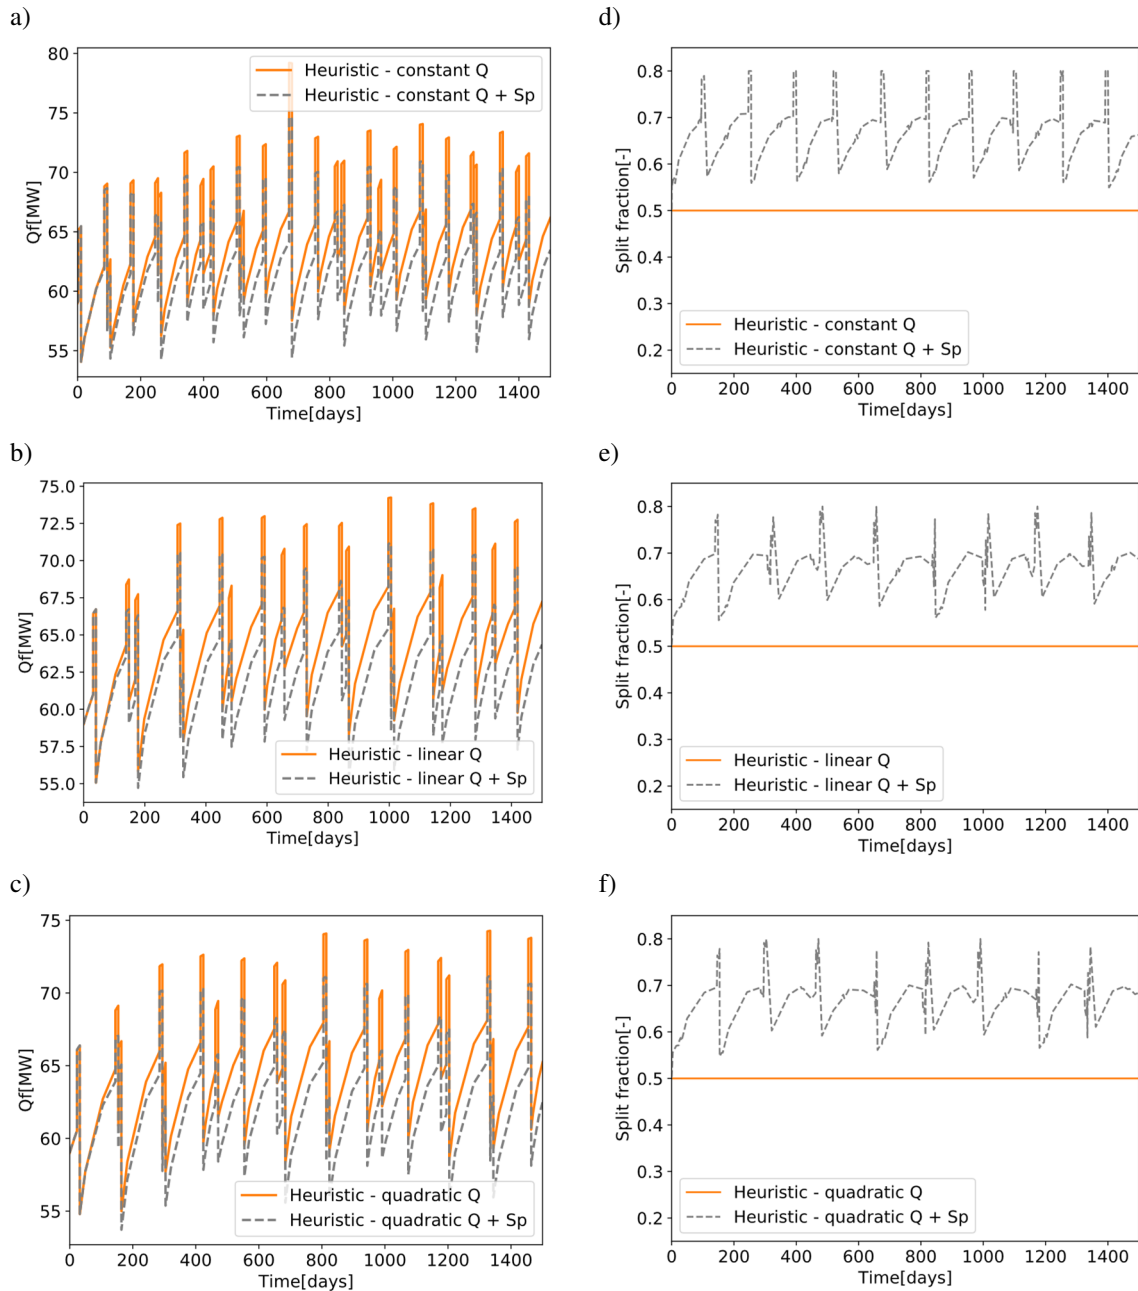 a)
80
75
70
65
60
55
Qf[MW]
Heuristic - constant Q
Heuristic - constant Q + Sp
0 200 400 600 800 1000 1200 1400
Time[days]
d)
0.8
0.7
0.6
0.5
0.4
0.3
0.2
Split fraction[-]
Heuristic - constant Q
Heuristic - constant Q + Sp
0 200 400 600 800 1000 1200 1400
Time[days]
b)
75.0
72.5
70.0
67.5
65.0
62.5
60.0
57.5
55.0
Qf[MW]
Heuristic - linear Q
Heuristic - linear Q + Sp
0 200 400 600 800 1000 1200 1400
Time[days]
e)
0.8
0.7
0.6
0.5
0.4
0.3
0.2
Split fraction[-]
Heuristic - linear Q
Heuristic - linear Q + Sp
0 200 400 600 800 1000 1200 1400
Time[days]
c)
75
70
65
60
55
Qf[MW]
Heuristic - quadratic Q
Heuristic - quadratic Q + Sp
0 200 400 600 800 1000 1200 1400
Time[days]
f)
0.8
0.7
0.6
0.5
0.4
0.3
0.2
Split fraction[-]
Heuristic - quadratic Q
Heuristic - quadratic Q + Sp
0 200 400 600 800 1000 1200 1400
Time[days]